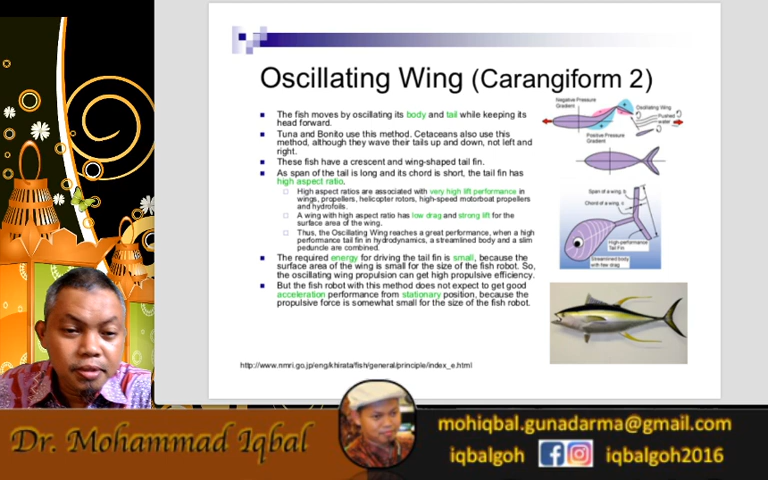 Oscillating Wing (Carangiform 2)
The fish moves by oscillating its body and tail while keeping its
head forward.
Tuna and Bonito use this method. Cetaceans also use this
method, although they wave their tails up and down, not left and
right.
These fish have a crescent and wing-shaped tail fin.
As span of the tail is long and its chord is short, the tail fin has
high aspect ratio.
High aspect ratios are associated with very high lift performance in
wings, propellers, helicopter rotors, high-speed motorboat propellers
and hydrofoils.
A wing with high aspect ratio has low drag and strong lift for the
surface area of the wing.
Thus, the Oscillating Wing reaches a great performance, when a high
performance tail fin in hydrodynamics, a streamlined body and a slim
peduncle are combined.
The required energy for driving the tail fin is small, because the
surface area of the wing is small for the size of the fish robot. So,
the oscillating wing propulsion can get high propulsive efficiency.
But the fish robot with this method does not expect to get good
acceleration performance from stationary position, because the
propulsive force is somewhat small for the size of the fish robot.
http://www.nmri.go.jp/eng/khirata/fish/general/principle/index_e.html
Negative Pressure
Gradient
Oscillating Wing
Pushed
water
Positive Pressure
Gradient
Span of a wing, b
Chord of a wing, c
High-performance
Tail Fin
Streamlined body
with few drag
Dr. Mohammad Iqbal
mohiqbal.gunadarma@gmail.com
iqbalgoh
iqbalgoh2016